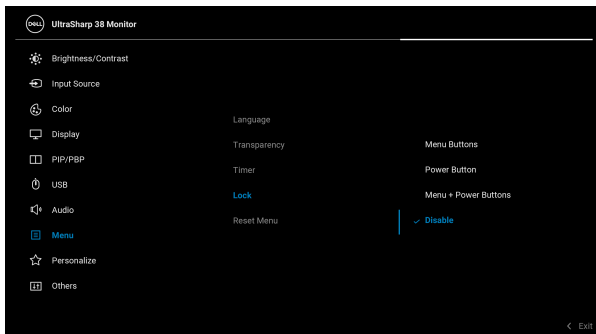 DELL UltraSharp 38 Monitor
Brightness/Contrast
Input Source
Color
Display
PIP/PBP
USB
Audio
Menu
Personalize
Others
Language
Transparency
Timer
Lock
Reset Menu
Menu Buttons
Power Button
Menu + Power Buttons
Disable
Exit